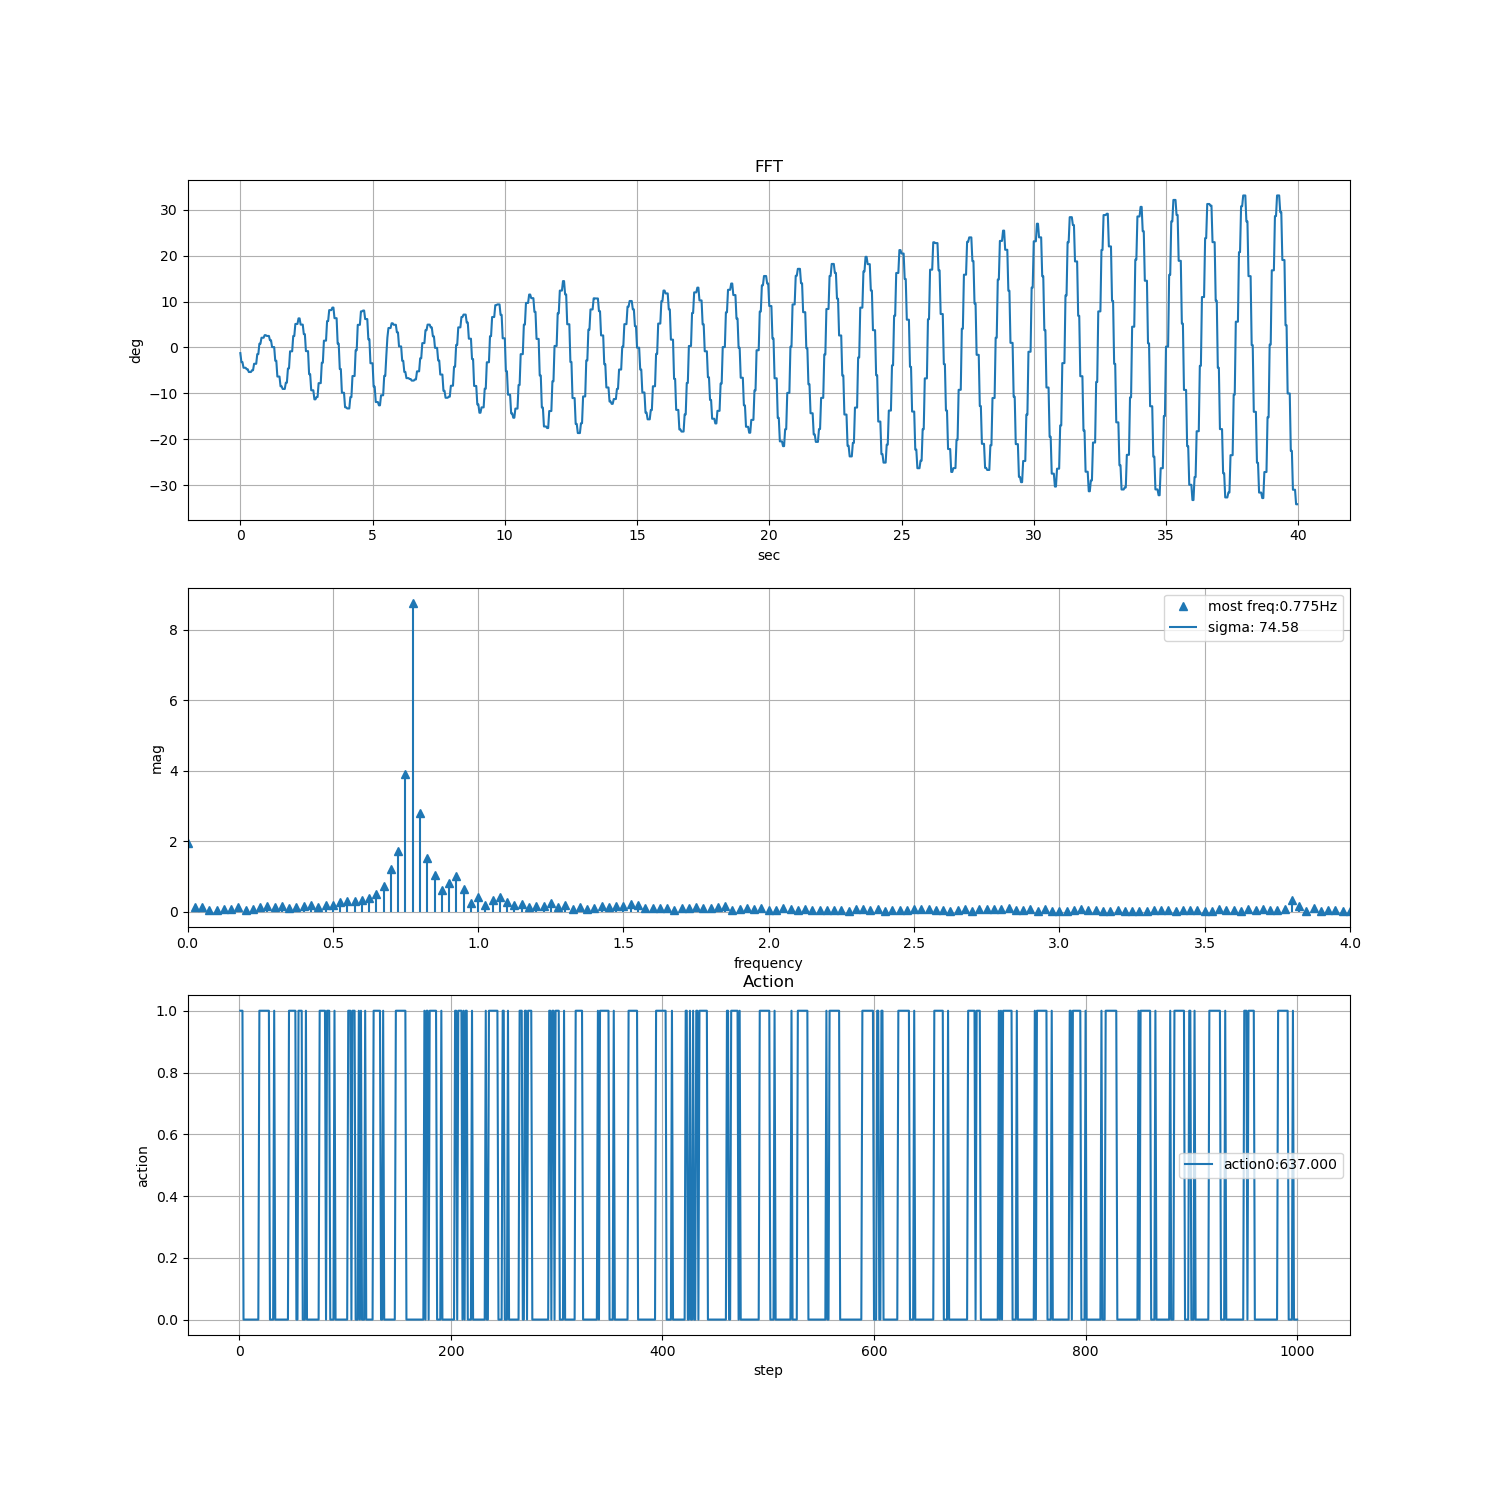 FFT
30
20
10
0
−10
−20
−30
deg
0 5 10 15 20 25 30 35 40
sec
most freq:0.775Hz
sigma: 74.58
8
6
4
2
0
mag
0.0 0.5 1.0 1.5 2.0 2.5 3.0 3.5 4.0
frequency
Action
1.0
0.8
0.6
0.4
0.2
0.0
action
action0:637.000
0 200 400 600 800 1000
step